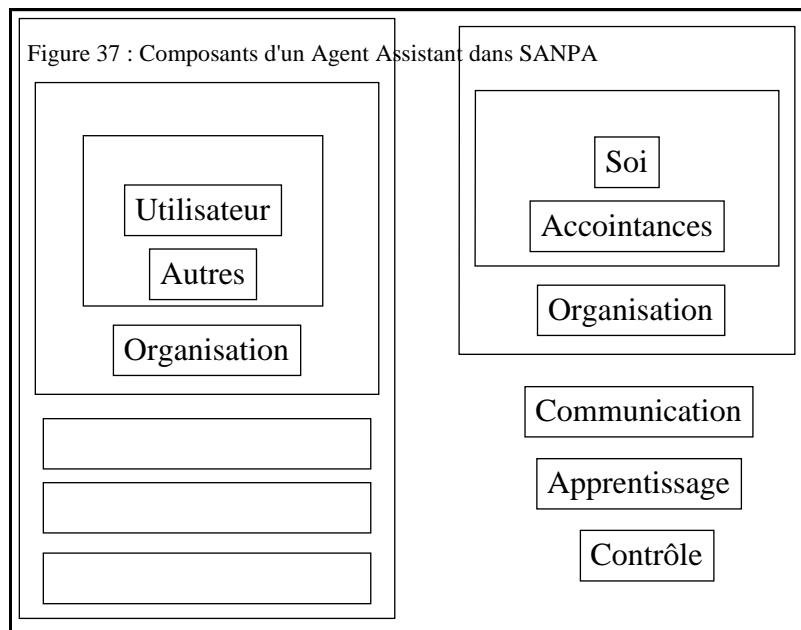 Figure 37 : Composants d'un Agent Assistant dans SANPA
Utilisateur
Autres
Organisation
Soi
Accointances
Organisation
Communication
Apprentissage
Contrôle